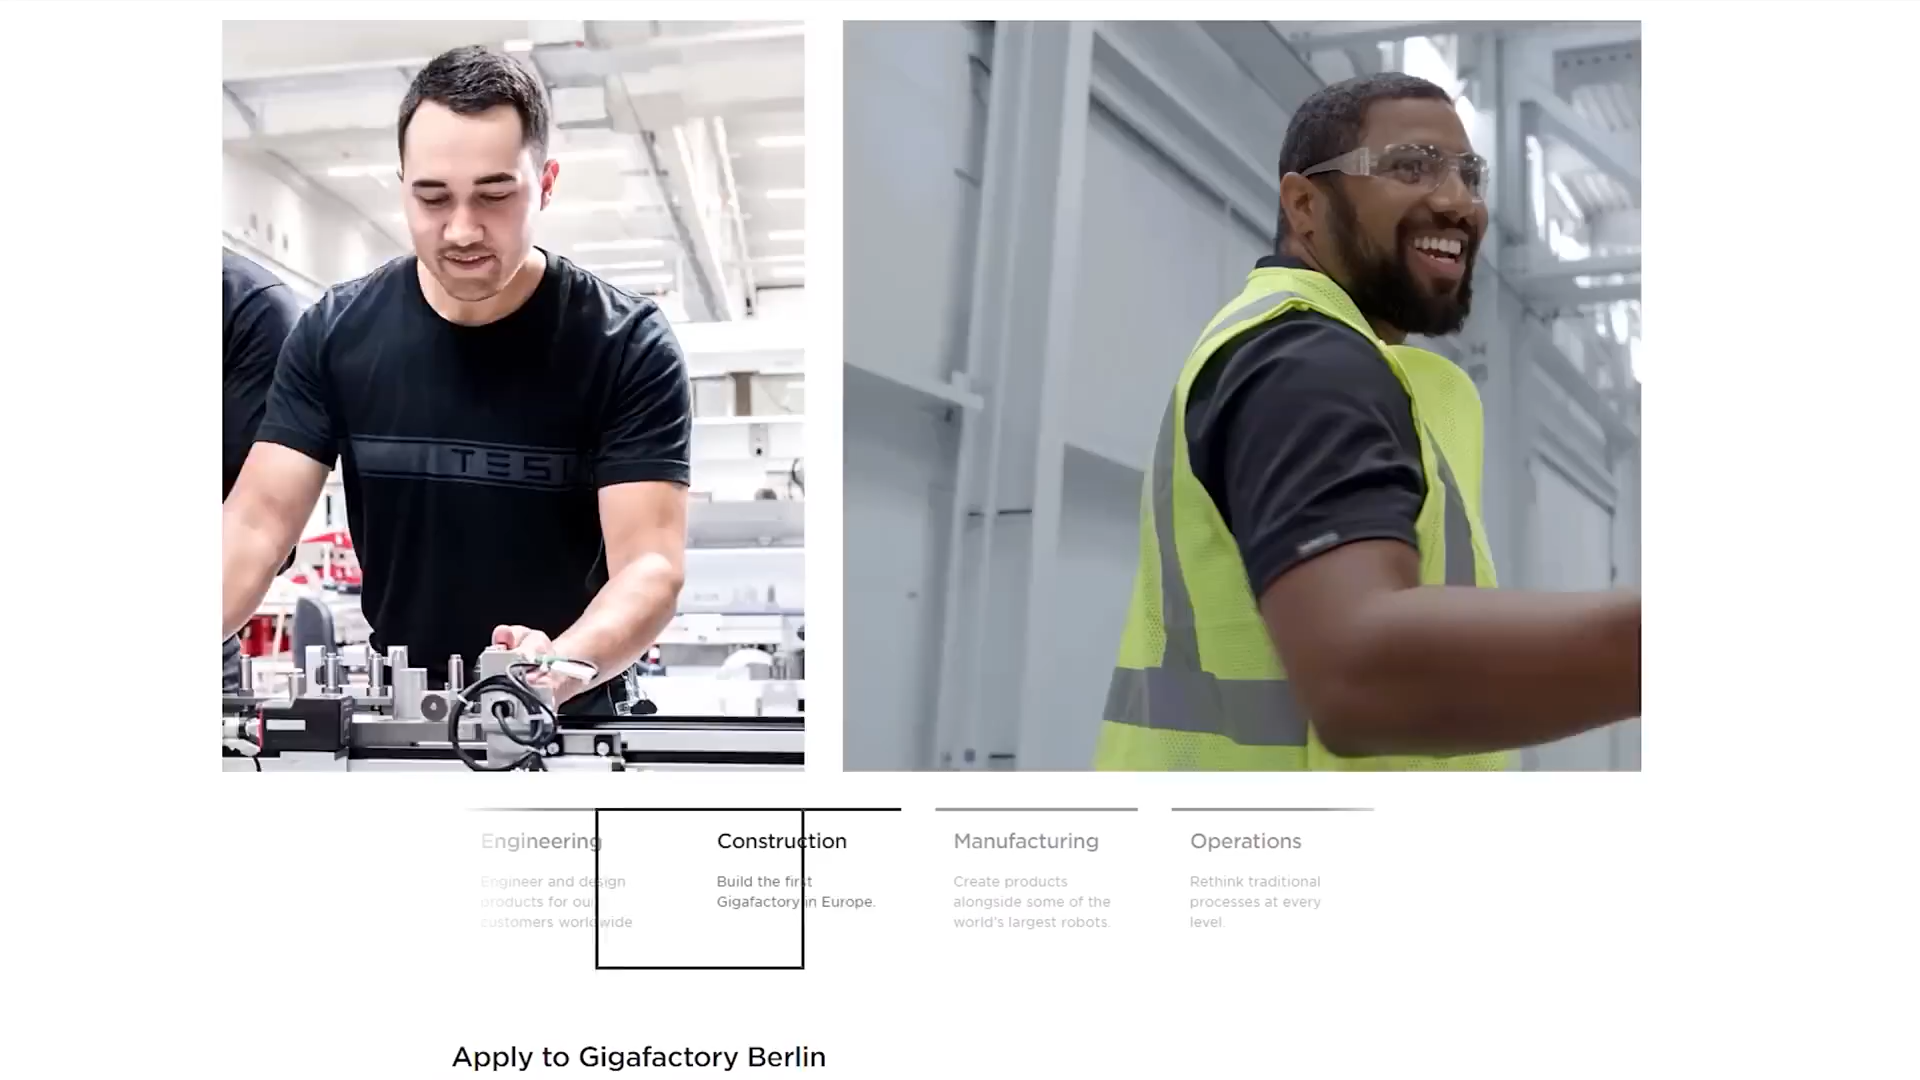 TESL
Engineering
Engineer and design
products for our
customers worldwide
Construction
Build the first
Gigafactory in Europe.
Manufacturing
Create products
alongside some of the
world's largest robots.
Operations
Rethink traditional
processes at every
level.
Apply to Gigafactory Berlin